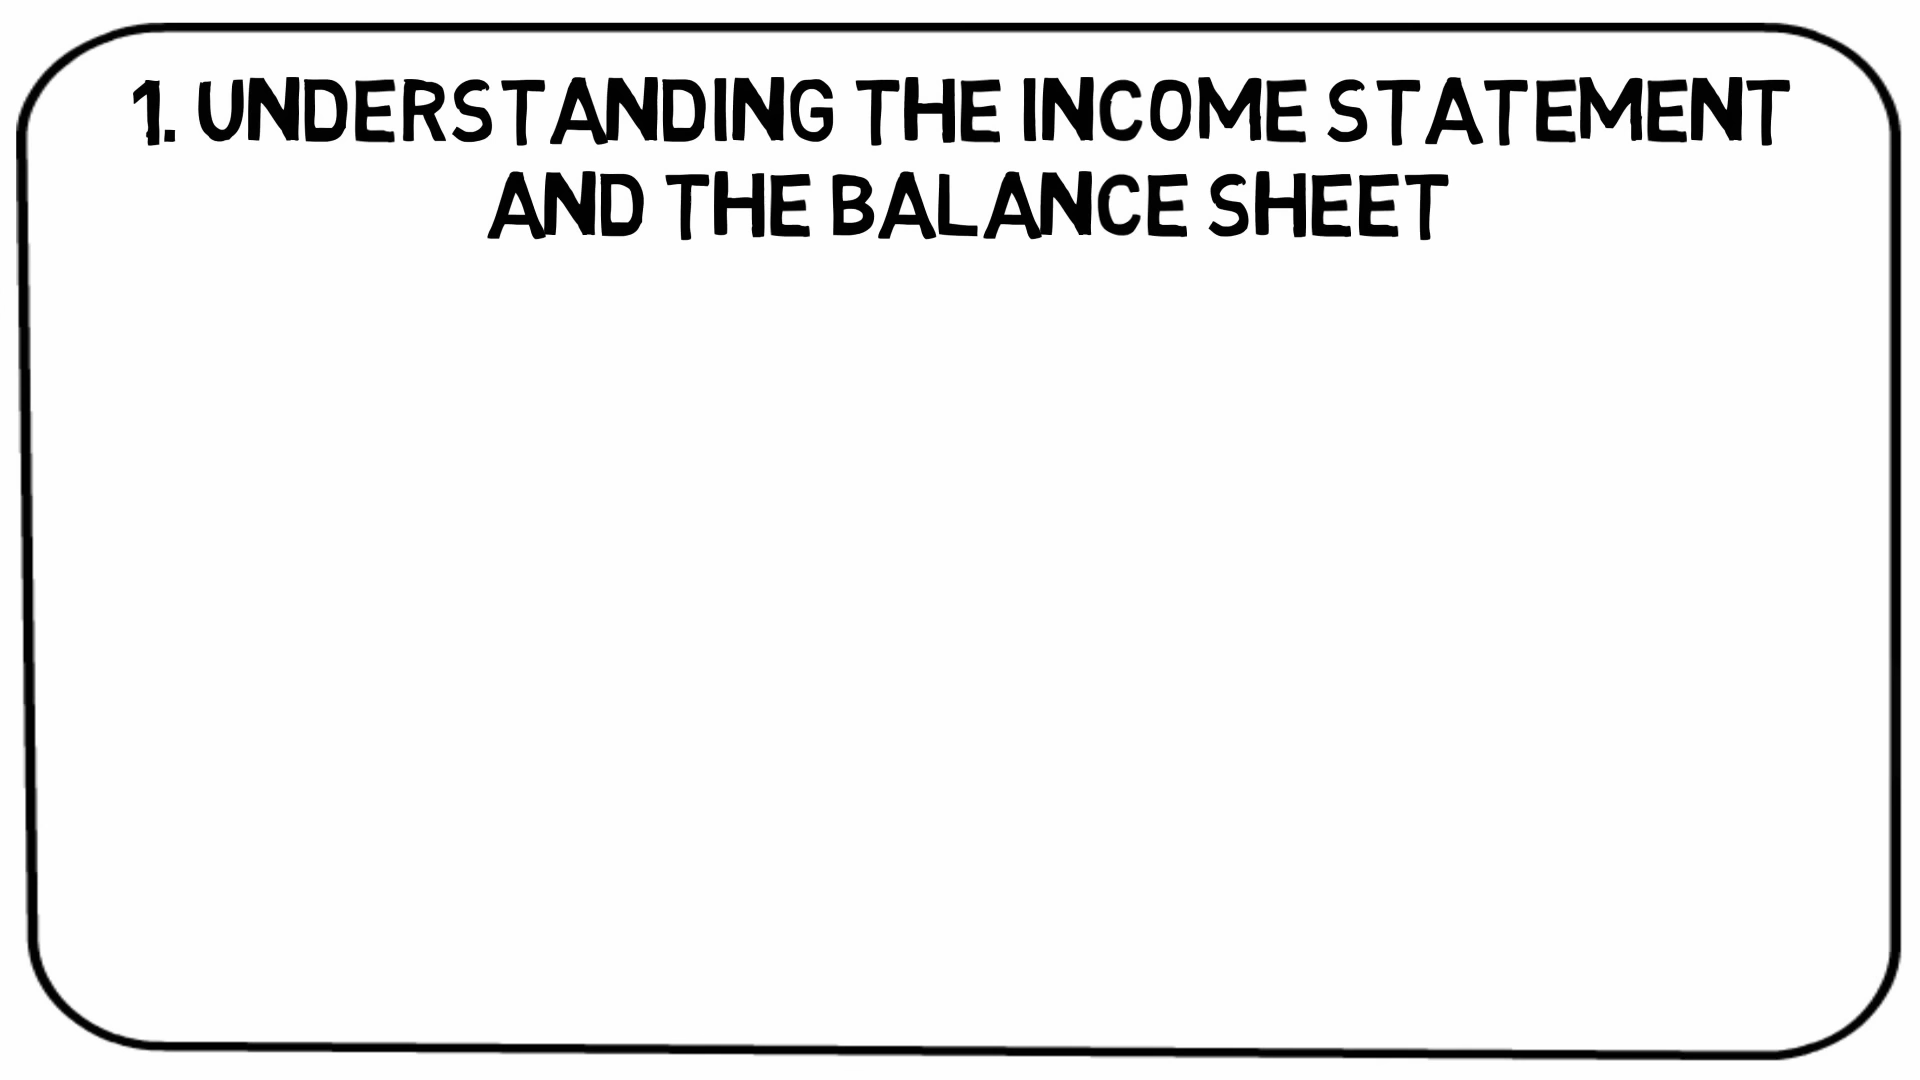 1. UNDERSTANDING THE INCOME STATEMENT
AND THE BALANCE SHEET